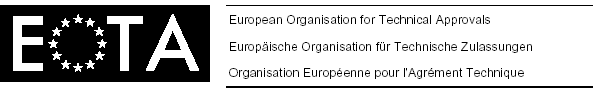 EOTA
European Organisation for Technical Approvals
Europäische Organisation für Technische Zulassungen
Organisation Européenne pour l'Agrément Technique